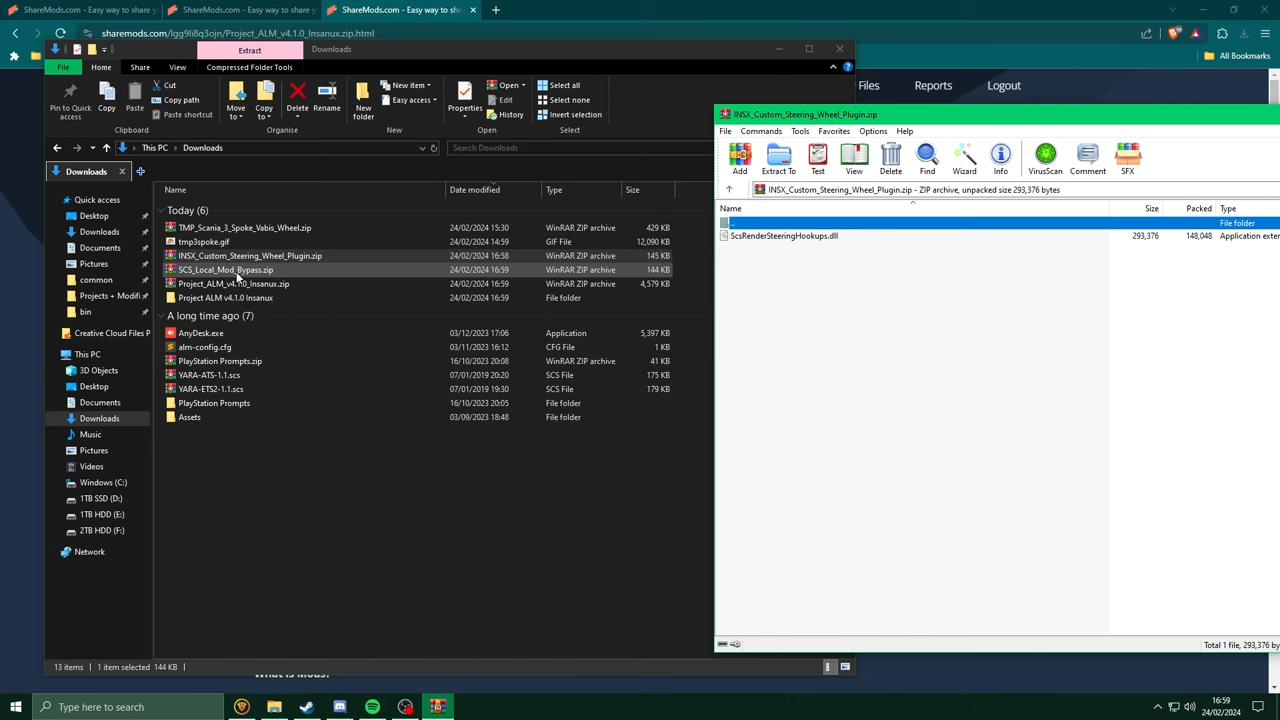 ShareMods.com - Easy way to share y
ShareMods.com - Easy way to share y
ShareMods.com - Easy way to shar
sharemods.com/lgg9li8q3ojn/Project_ALM_v4.1.0_Insanux.zip.html
All Bookmarks
Files Reports Logout
Extract Downloads
File Home Share View Compressed Folder Tools
Pin to Quick access
Copy
Paste
Cut
Copy path
Paste shortcut
Move to
Copy to
Delete
Rename
New folder
New item
Easy access
Properties
Open
Edit
History
Select all
Select none
Invert selection
Clipboard Organise New Open Select
This PC Downloads
Search Downloads
Downloads
Name Date modified Type Size
Quick access
Desktop
Downloads
Documents
Pictures
common
Projects + Modifi
bin
Creative Cloud Files P
This PC
3D Objects
Desktop
Documents
Downloads
Music
Pictures
Videos
Windows (C:)
1TB SSD (D:)
1TB HDD (E:)
2TB HDD (F:)
Network
Today (6)
TMP_Scania_3_Spoke_Vabis_Wheel.zip 24/02/2024 15:30 WinRAR ZIP archive 429 KB
tmp3spoke.gif 24/02/2024 14:59 GIF File 12,090 KB
INSX_Custom_Steering_Wheel_Plugin.zip 24/02/2024 16:58 WinRAR ZIP archive 145 KB
SCS_Local_Mod_Bypass.zip 24/02/2024 16:59 WinRAR ZIP archive 144 KB
Project_ALM_v4.1.0_Insanux.zip 24/02/2024 16:59 WinRAR ZIP archive 4,579 KB
Project ALM v4.1.0 Insanux 24/02/2024 16:59 File folder
A long time ago (7)
AnyDesk.exe 03/12/2023 17:06 Application 5,397 KB
alm-config.cfg 03/11/2023 16:12 CFG File 1 KB
PlayStation Prompts.zip 16/10/2023 20:08 WinRAR ZIP archive 41 KB
YARA-ATS-1.1.scs 07/01/2019 20:20 SCS File 175 KB
YARA-ETS2-1.1.scs 07/01/2019 19:30 SCS File 179 KB
PlayStation Prompts 16/10/2023 20:05 File folder
Assets 03/09/2023 18:48 File folder
13 items 1 item selected 144 KB
INSX_Custom_Steering_Wheel_Plugin.zip
File Commands Tools Favorites Options Help
Add Extract To Test View Delete Find Wizard Info VirusScan Comment SFX
INSX_Custom_Steering_Wheel_Plugin.zip - ZIP archive, unpacked size 293,376 bytes
Name Size Packed Type
.. File folder
ScsRenderSteeringHookups.dll 293,376 148,048 Application exten
Total 1 file, 293,376 by
What is Mods?
Type here to search
16:59
24/02/2024